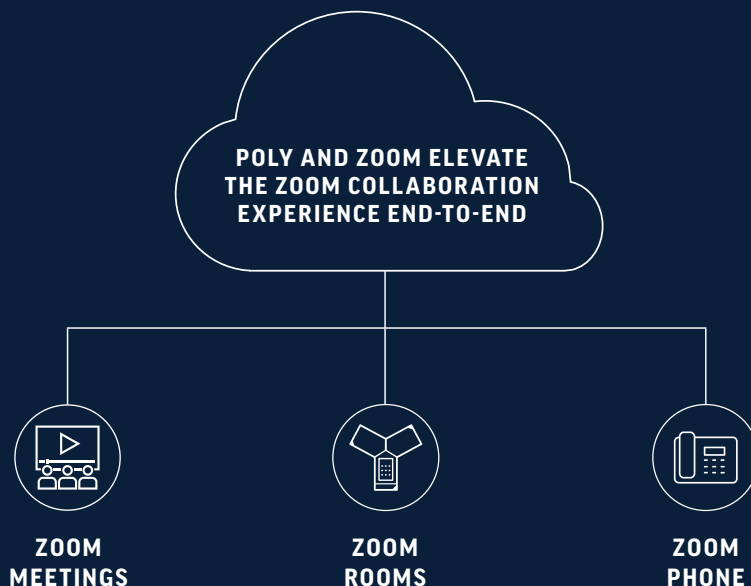 POLY AND ZOOM ELEVATE
THE ZOOM COLLABORATION
EXPERIENCE END-TO-END
ZOOM
MEETINGS
ZOOM
ROOMS
ZOOM
PHONE